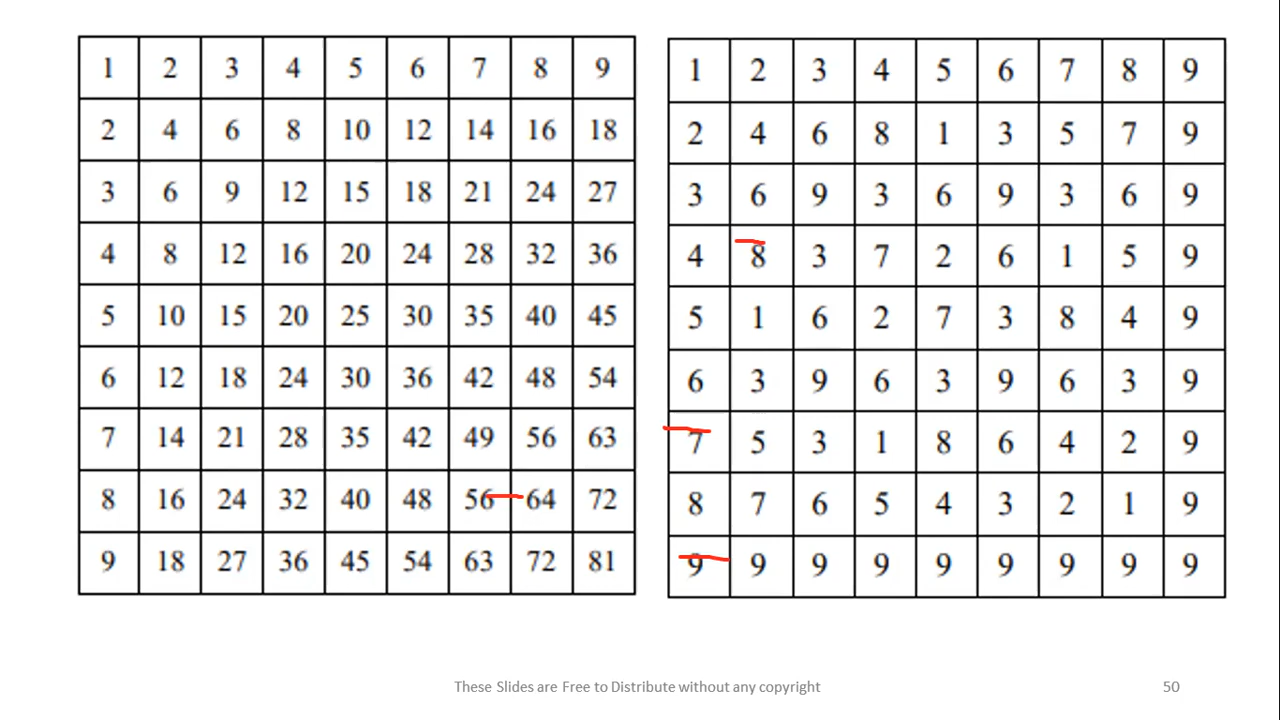 1 2 3 4 5 6 7 8 9
2 4 6 8 10 12 14 16 18
3 6 9 12 15 18 21 24 27
4 8 12 16 20 24 28 32 36
5 10 15 20 25 30 35 40 45
6 12 18 24 30 36 42 48 54
7 14 21 28 35 42 49 56 63
8 16 24 32 40 48 56 64 72
9 18 27 36 45 54 63 72 81
1 2 3 4 5 6 7 8 9
2 4 6 8 1 3 5 7 9
3 6 9 3 6 9 3 6 9
4 8 3 7 2 6 1 5 9
5 1 6 2 7 3 8 4 9
6 3 9 6 3 9 6 3 9
7 5 3 1 8 6 4 2 9
8 7 6 5 4 3 2 1 9
9 9 9 9 9 9 9 9 9
These Slides are Free to Distribute without any copyright
50